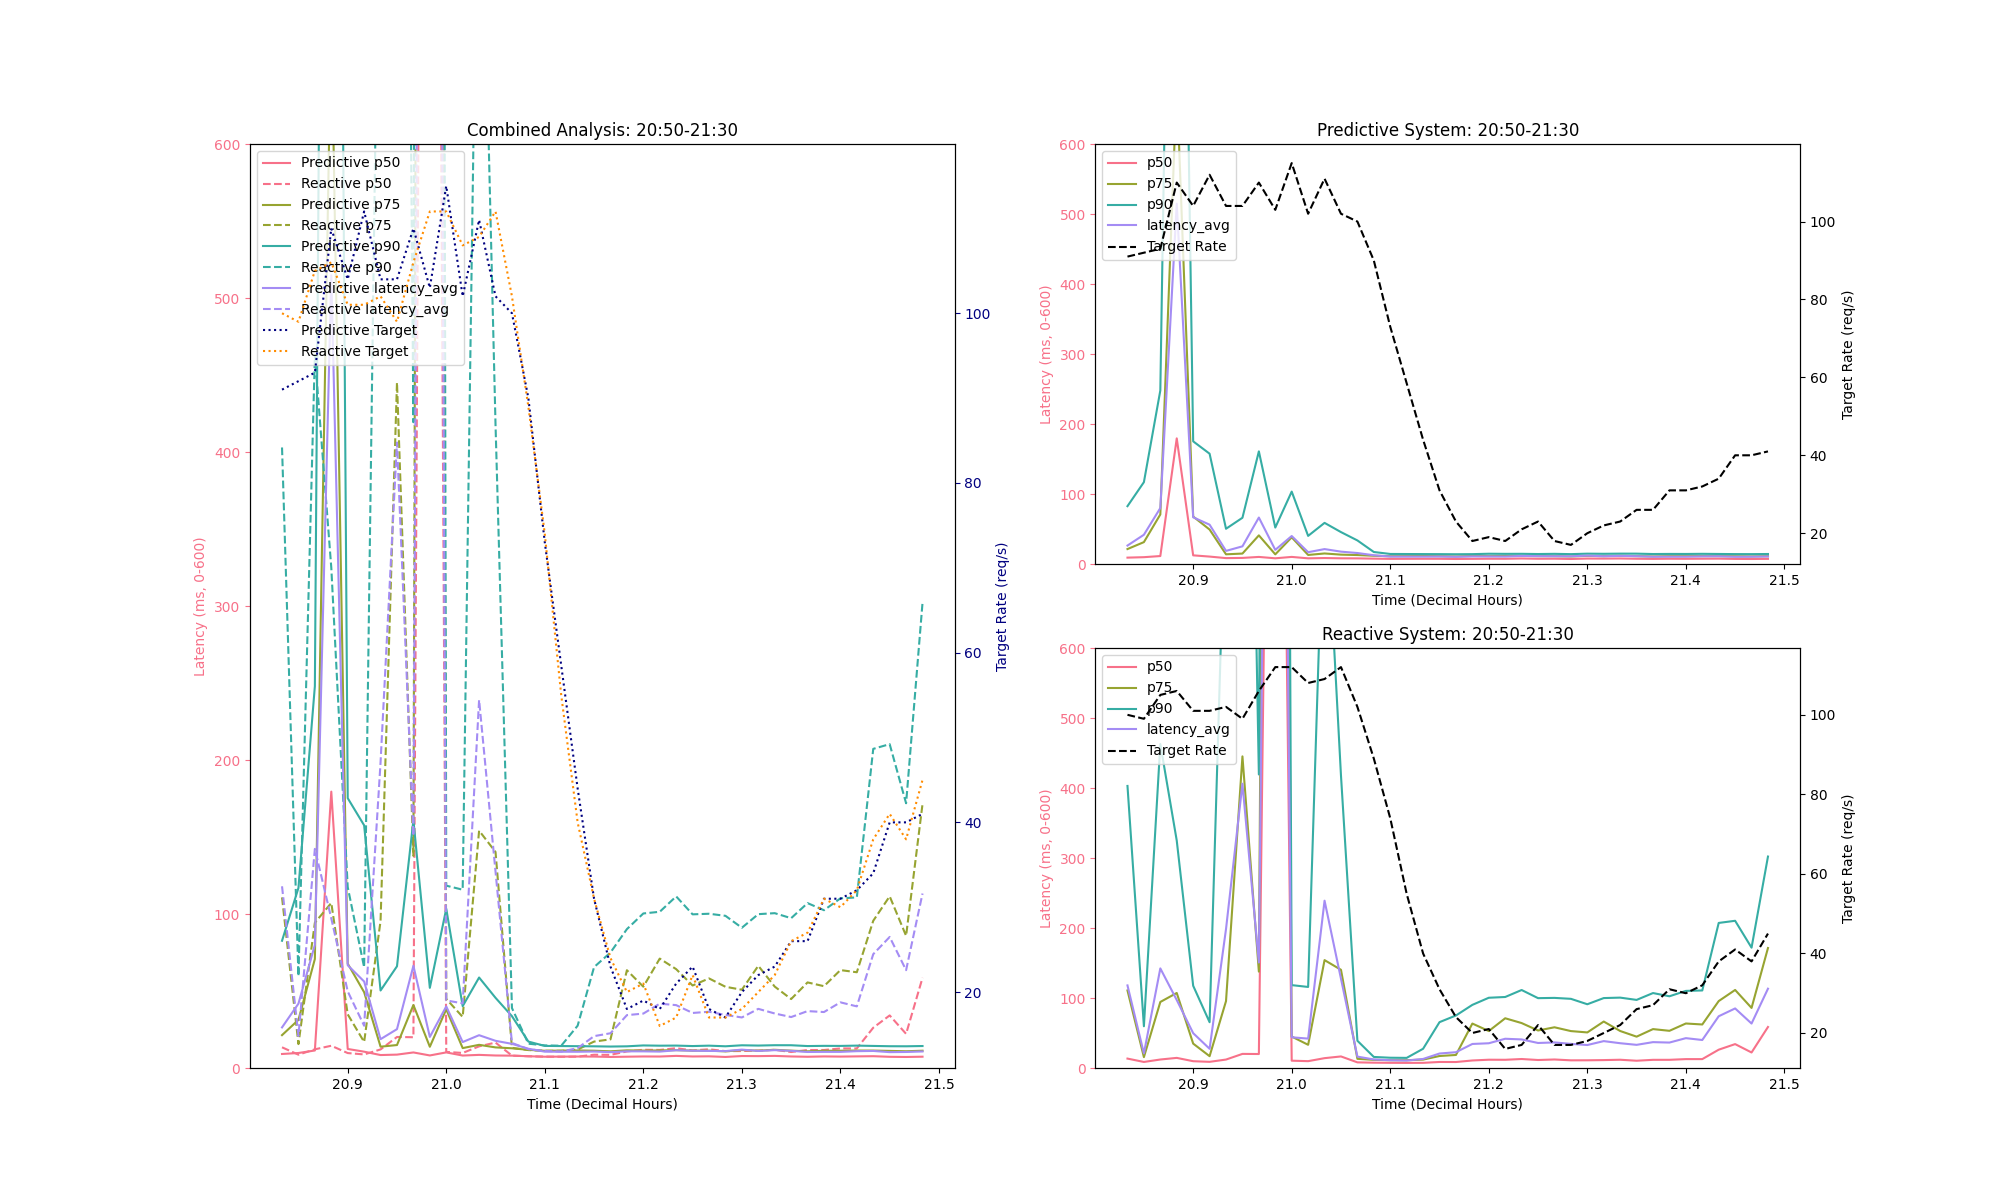 Combined Analysis: 20:50-21:30
Predictive p50
Reactive p50
Predictive p75
Reactive p75
Predictive p90
Reactive p90
Predictive latency_avg
Reactive latency_avg
Predictive Target
Reactive Target
600
500
400
300
200
100
0
Latency (ms, 0-600)
100
80
60
40
20
Target Rate (req/s)
20.9 21.0 21.1 21.2 21.3 21.4 21.5
Time (Decimal Hours)
Predictive System: 20:50-21:30
p50
p75
p90
latency_avg
Target Rate
600
500
400
300
200
100
0
Latency (ms, 0-600)
100
80
60
40
20
Target Rate (req/s)
20.9 21.0 21.1 21.2 21.3 21.4 21.5
Time (Decimal Hours)
Reactive System: 20:50-21:30
p50
p75
p90
latency_avg
Target Rate
600
500
400
300
200
100
0
Latency (ms, 0-600)
100
80
60
40
20
Target Rate (req/s)
20.9 21.0 21.1 21.2 21.3 21.4 21.5
Time (Decimal Hours)